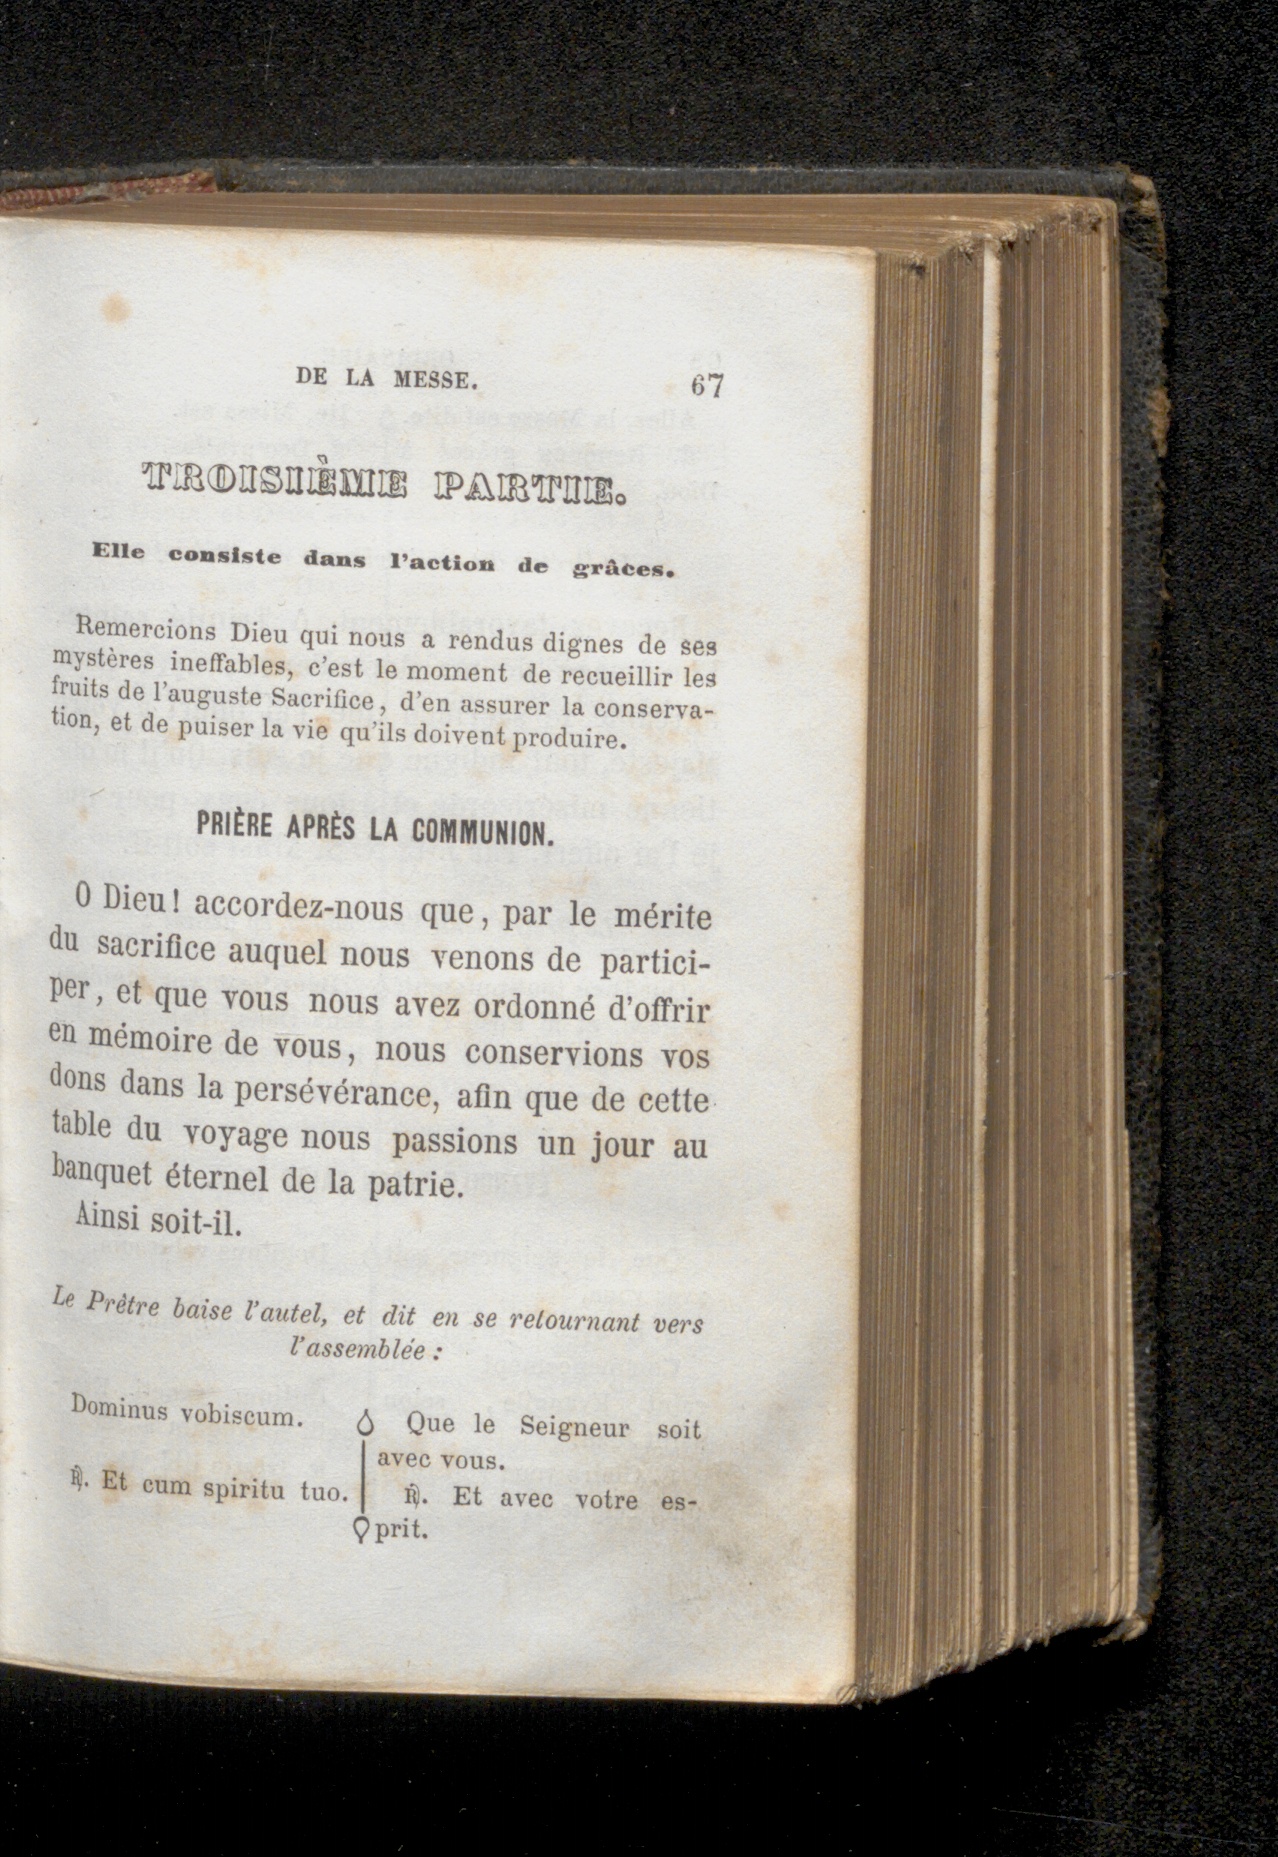 DE LA MESSE. 67
TROISIÈME PARTIE.
Elle consiste dans l'action de grâces.
Remercions Dieu qui nous a rendus dignes de ses
mystères ineffables, c'est le moment de recueillir les
fruits de l'auguste Sacrifice, d'en assurer la conserva-
tion, et de puiser la vie qu'ils doivent produire.
PRIÈRE APRÈS LA COMMUNION.
O Dieu! accordez-nous que, par le mérite
du sacrifice auquel nous venons de partici-
per, et que vous nous avez ordonné d'offrir
en mémoire de vous, nous conservions vos
dons dans la persévérance, afin que de cette
table du voyage nous passions un jour au
banquet éternel de la patrie.
Ainsi soit-il.
Le Prêtre baise l'autel, et dit en se retournant vers
l'assemblée :
Dominus vobiscum.
℟. Et cum spiritu tuo.
Que le Seigneur soit
avec vous.
℟. Et avec votre es-
prit.